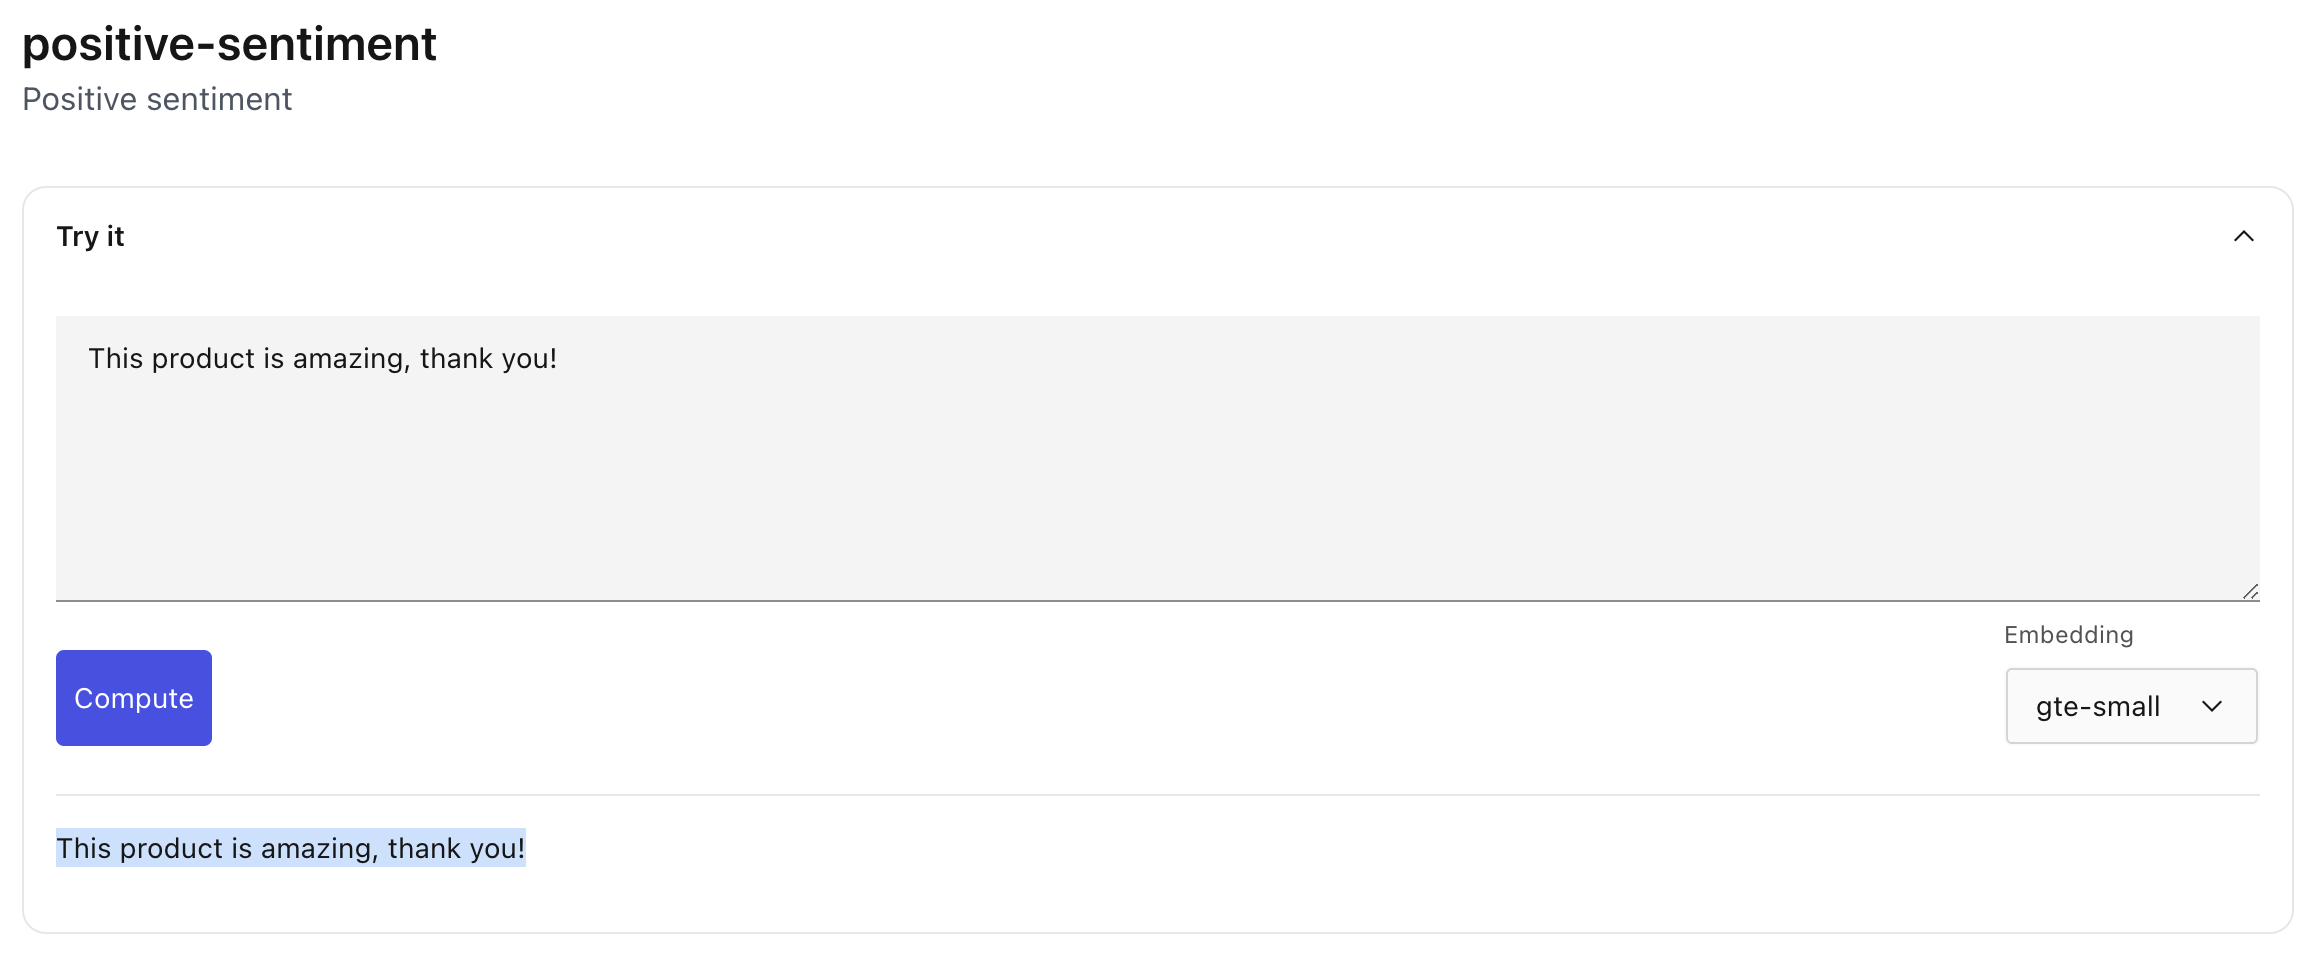 positive-sentiment
Positive sentiment
Try it
This product is amazing, thank you!
Embedding
Compute
gte-small
This product is amazing, thank you!